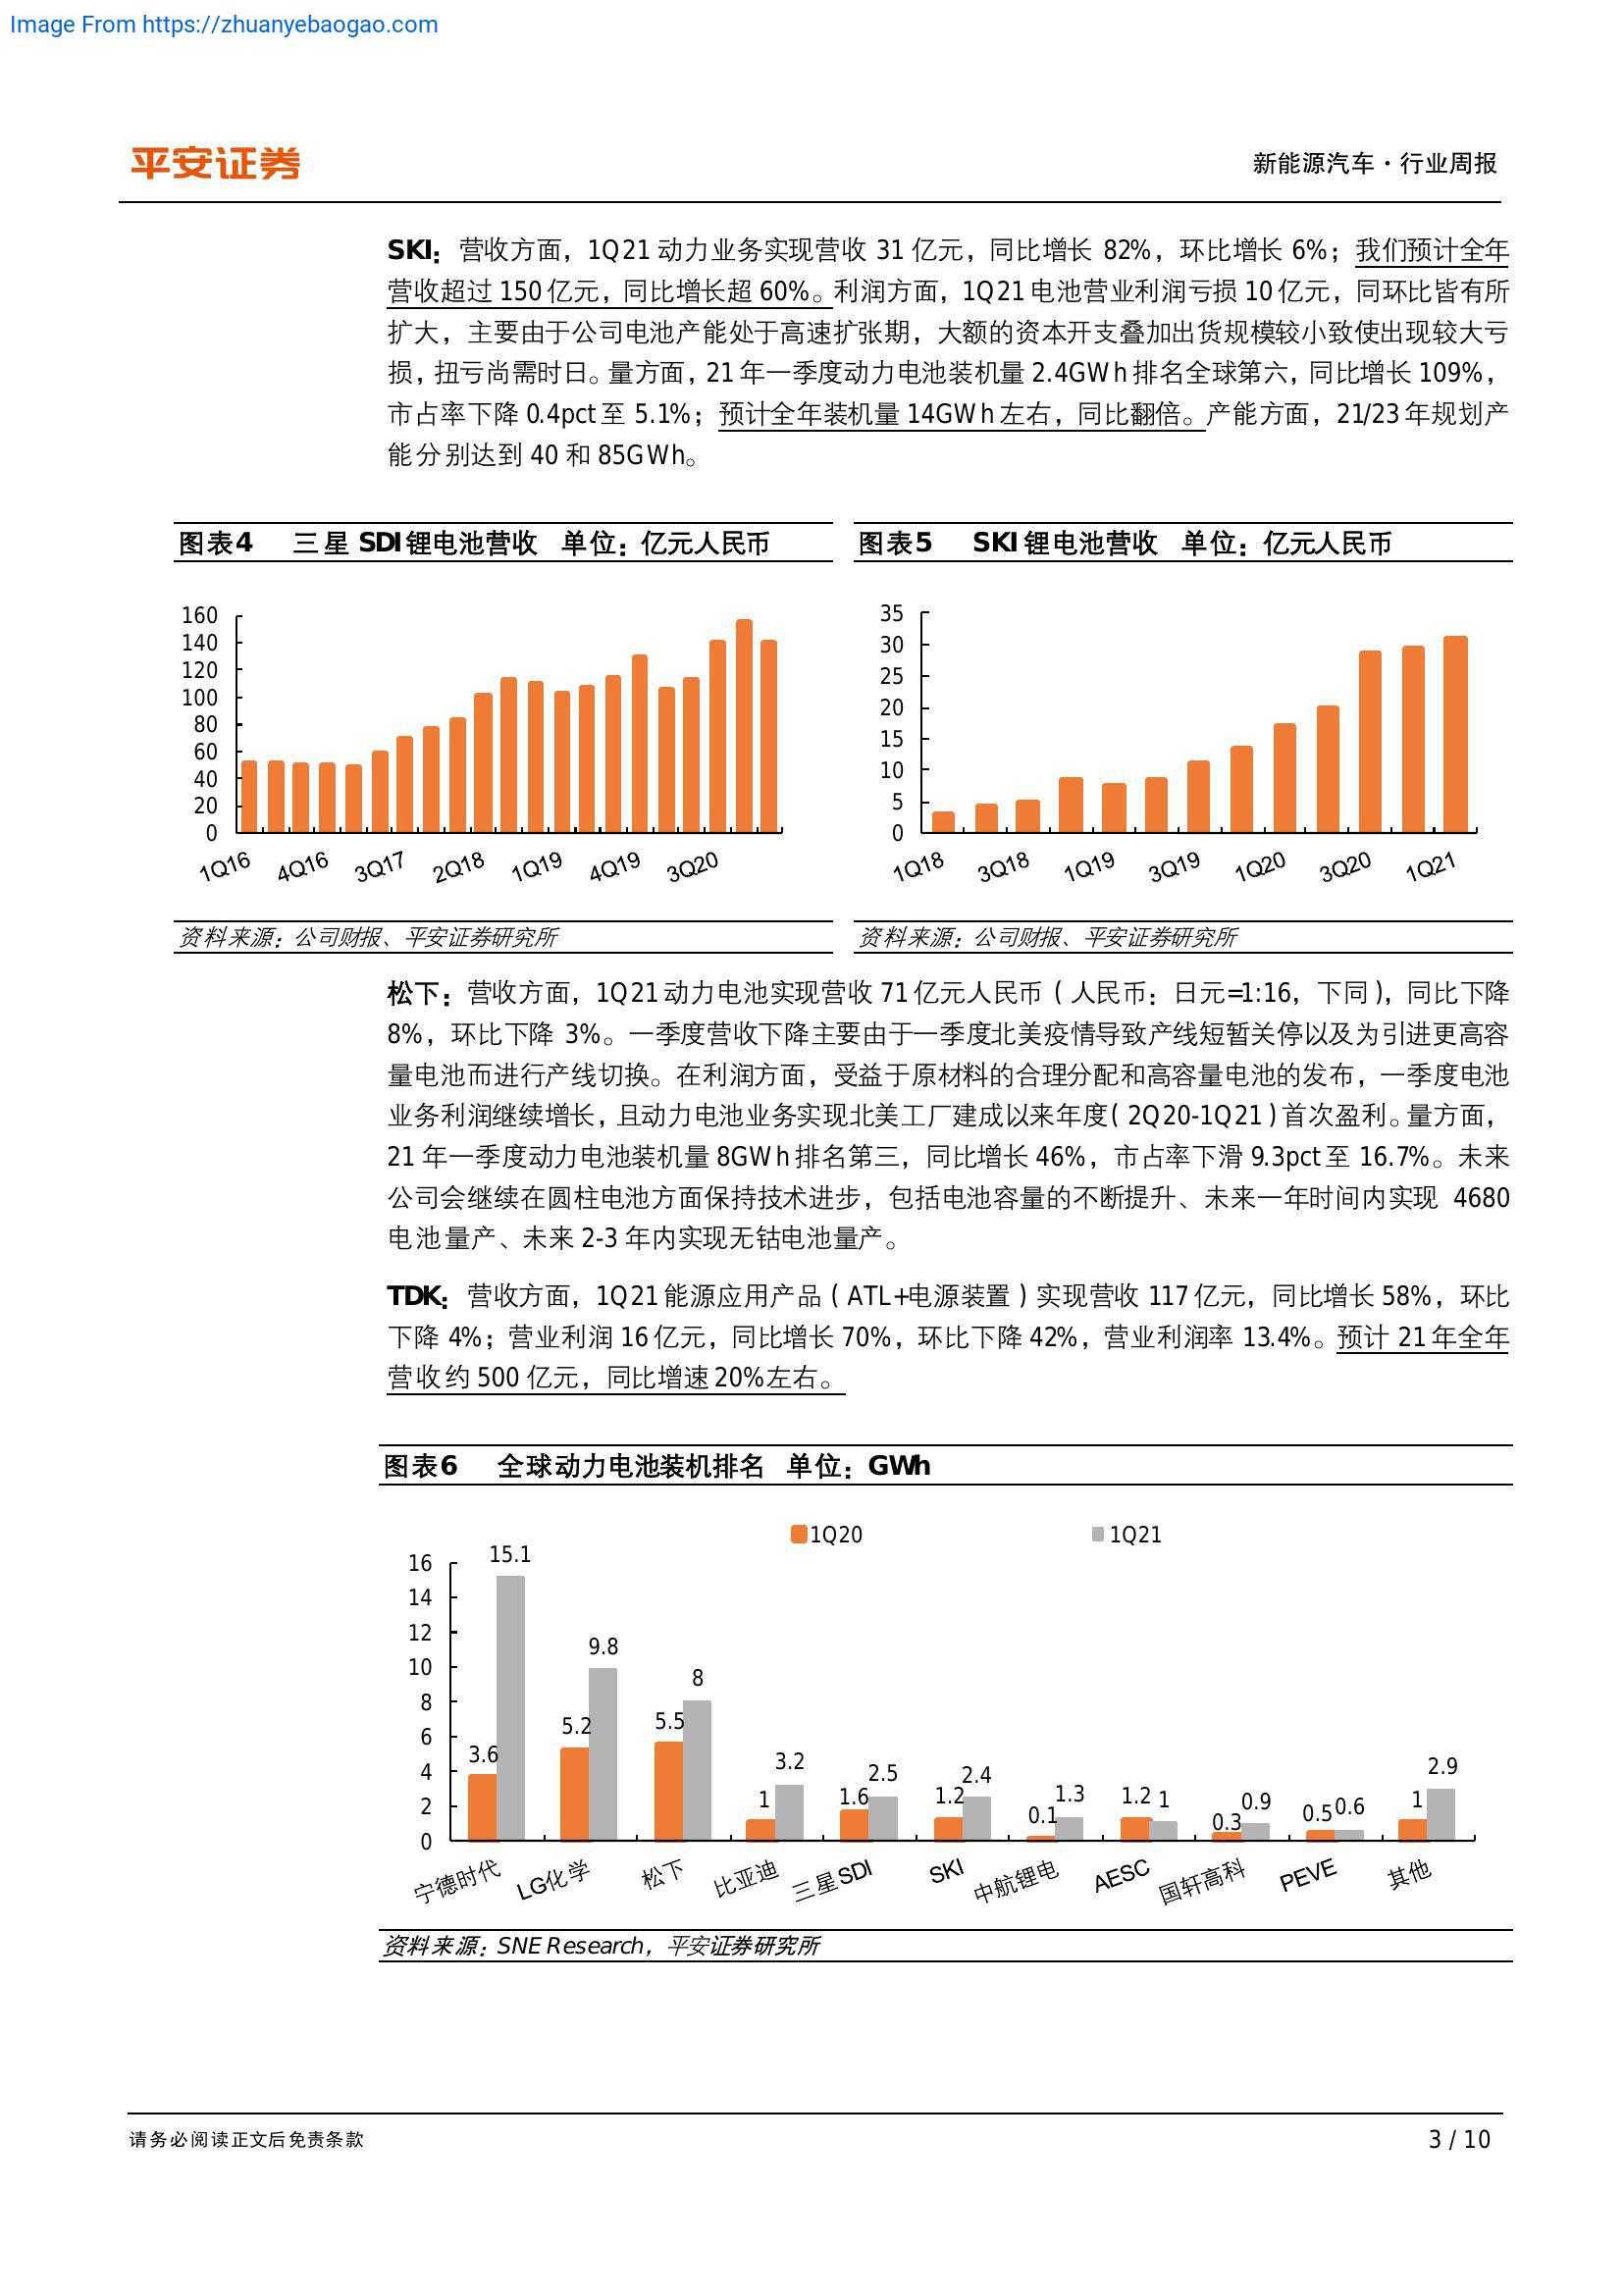 Image From https://zhuanyebaogao.com
平安证券
新能源汽车·行业周报
SKI：营收方面，1Q21 动力业务实现营收 31 亿元，同比增长 82%，环比增长 6%；我们预计全年
营收超过 150 亿元，同比增长超 60%。利润方面，1Q21 电池营业利润亏损 10 亿元，同环比皆有所
扩大，主要由于公司电池产能处于高速扩张期，大额的资本开支叠加出货规模较小致使出现较大亏
损，扭亏尚需时日。量方面，21 年一季度动力电池装机量 2.4GWh 排名全球第六，同比增长 109%，
市占率下降 0.4pct 至 5.1%；预计全年装机量 14GWh 左右，同比翻倍。产能方面，21/23 年规划产
能分别达到 40 和 85GWh。
图表4 三星 SDI 锂电池营收 单位：亿元人民币
160
140
120
100
80
60
40
20
0
1Q16 4Q16 3Q17 2Q18 1Q19 4Q19 3Q20
资料来源：公司财报、平安证券研究所
图表5 SKI 锂电池营收 单位：亿元人民币
35
30
25
20
15
10
5
0
1Q18 3Q18 1Q19 3Q19 1Q20 3Q20 1Q21
资料来源：公司财报、平安证券研究所
松下：营收方面，1Q21 动力电池实现营收 71 亿元人民币（人民币：日元=1:16，下同），同比下降
8%，环比下降 3%。一季度营收下降主要由于一季度北美疫情导致产线短暂关停以及为引进更高容
量电池而进行产线切换。在利润方面，受益于原材料的合理分配和高容量电池的发布，一季度电池
业务利润继续增长，且动力电池业务实现北美工厂建成以来年度（2Q20-1Q21）首次盈利。量方面，
21 年一季度动力电池装机量 8GWh 排名第三，同比增长 46%，市占率下滑 9.3pct 至 16.7%。未来
公司会继续在圆柱电池方面保持技术进步，包括电池容量的不断提升、未来一年时间内实现 4680
电池量产、未来 2-3 年内实现无钴电池量产。
TDK：营收方面，1Q21 能源应用产品（ATL+电源装置）实现营收 117 亿元，同比增长 58%，环比
下降 4%；营业利润 16 亿元，同比增长 70%，环比下降 42%，营业利润率 13.4%。预计 21 年全年
营收约 500 亿元，同比增速 20%左右。
图表6 全球动力电池装机排名 单位：GWh
1Q20 1Q21
16
14
12
10
8
6
4
2
0
3.6 15.1 5.2 9.8 5.5 8 1 3.2 1.6 2.5 1.2 2.4 0.1 1.3 1.2 1 0.3 0.9 0.5 0.6 1 2.9
宁德时代 LG化学 松下 比亚迪 三星SDI SKI 中航锂电 AESC 国轩高科 PEVE 其他
资料来源：SNE Research，平安证券研究所
请务必阅读正文后免责条款
3 / 10